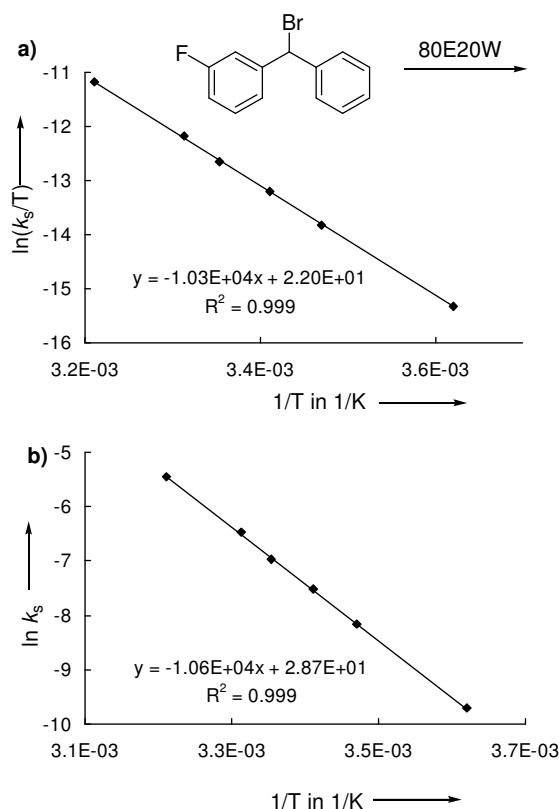 Br
a)
F
80E20W
-11
-12
-13
-14
-15
-16
ln(kₛ/T)
y = -1.03E+04x + 2.20E+01
R² = 0.999
3.2E-03 3.4E-03 3.6E-03
1/T in 1/K
b)
-5
-6
-7
-8
-9
-10
ln kₛ
y = -1.06E+04x + 2.87E+01
R² = 0.999
3.1E-03 3.3E-03 3.5E-03 3.7E-03
1/T in 1/K